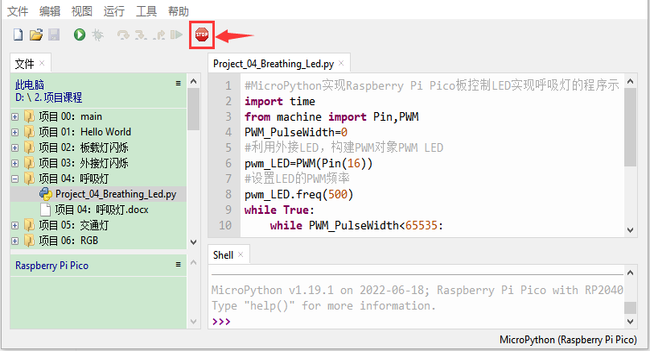 文件 编辑 视图 运行 工具 帮助
STOP
文件 ×
此电脑
D: \ 2. 项目课程
项目 00：main
项目 01：Hello World
项目 02：板载灯闪烁
项目 03：外接灯闪烁
项目 04：呼吸灯
Project_04_Breathing_Led.py
项目 04：呼吸灯.docx
项目 05：交通灯
项目 06：RGB
Raspberry Pi Pico
Project_04_Breathing_Led.py ×
1 #MicroPython实现Raspberry Pi Pico板控制LED实现呼吸灯的程序示
2 import time
3 from machine import Pin,PWM
4 PWM_PulseWidth=0
5 #利用外接LED，构建PWM对象PWM LED
6 pwm_LED=PWM(Pin(16))
7 #设置LED的PWM频率
8 pwm_LED.freq(500)
9 while True:
10 while PWM_PulseWidth<65535:
Shell ×
MicroPython v1.19.1 on 2022-06-18; Raspberry Pi Pico with RP2040
Type "help()" for more information.
>>>
MicroPython (Raspberry Pi Pico)